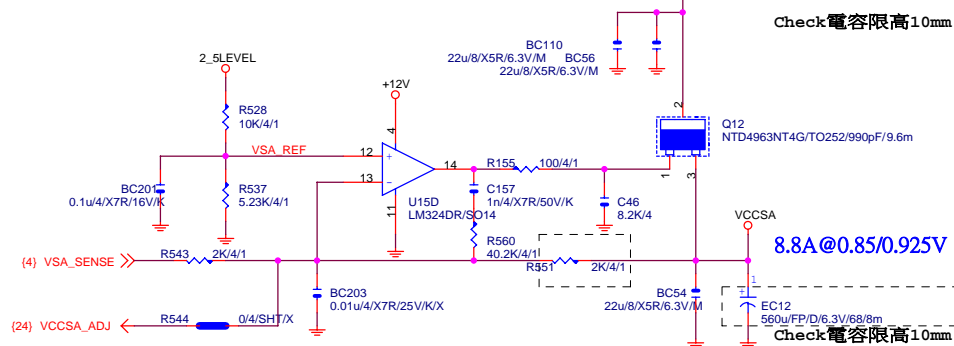 Check電容限高10mm
BC110
22u/8/X5R/6.3V/M
BC56
22u/8/X5R/6.3V/M
2_5LEVEL
+12V
R528
10K/4/1
2
Q12
NTD4963NT4G/TO252/990pF/9.6m
VSA_REF
12
+
4
14
R155
100/4/1
1
3
13
-
11
U15D
LM324DR/SO14
BC201
0.1u/4/X7R/16V/K
R537
5.23K/4/1
C157
1n/4/X7R/50V/K
C46
8.2K/4
VCCSA
8.8A@0.85/0.925V
R560
40.2K/4/1
{4} VSA_SENSE
R543
2K/4/1
R551
2K/4/1
BC203
0.01u/4/X7R/25V/K/X
BC54
22u/8/X5R/6.3V/M
+
1
EC12
560u/FP/D/6.3V/68/8m
{24} VCCSA_ADJ
R544
0/4/SHT/X
Check電容限高10mm